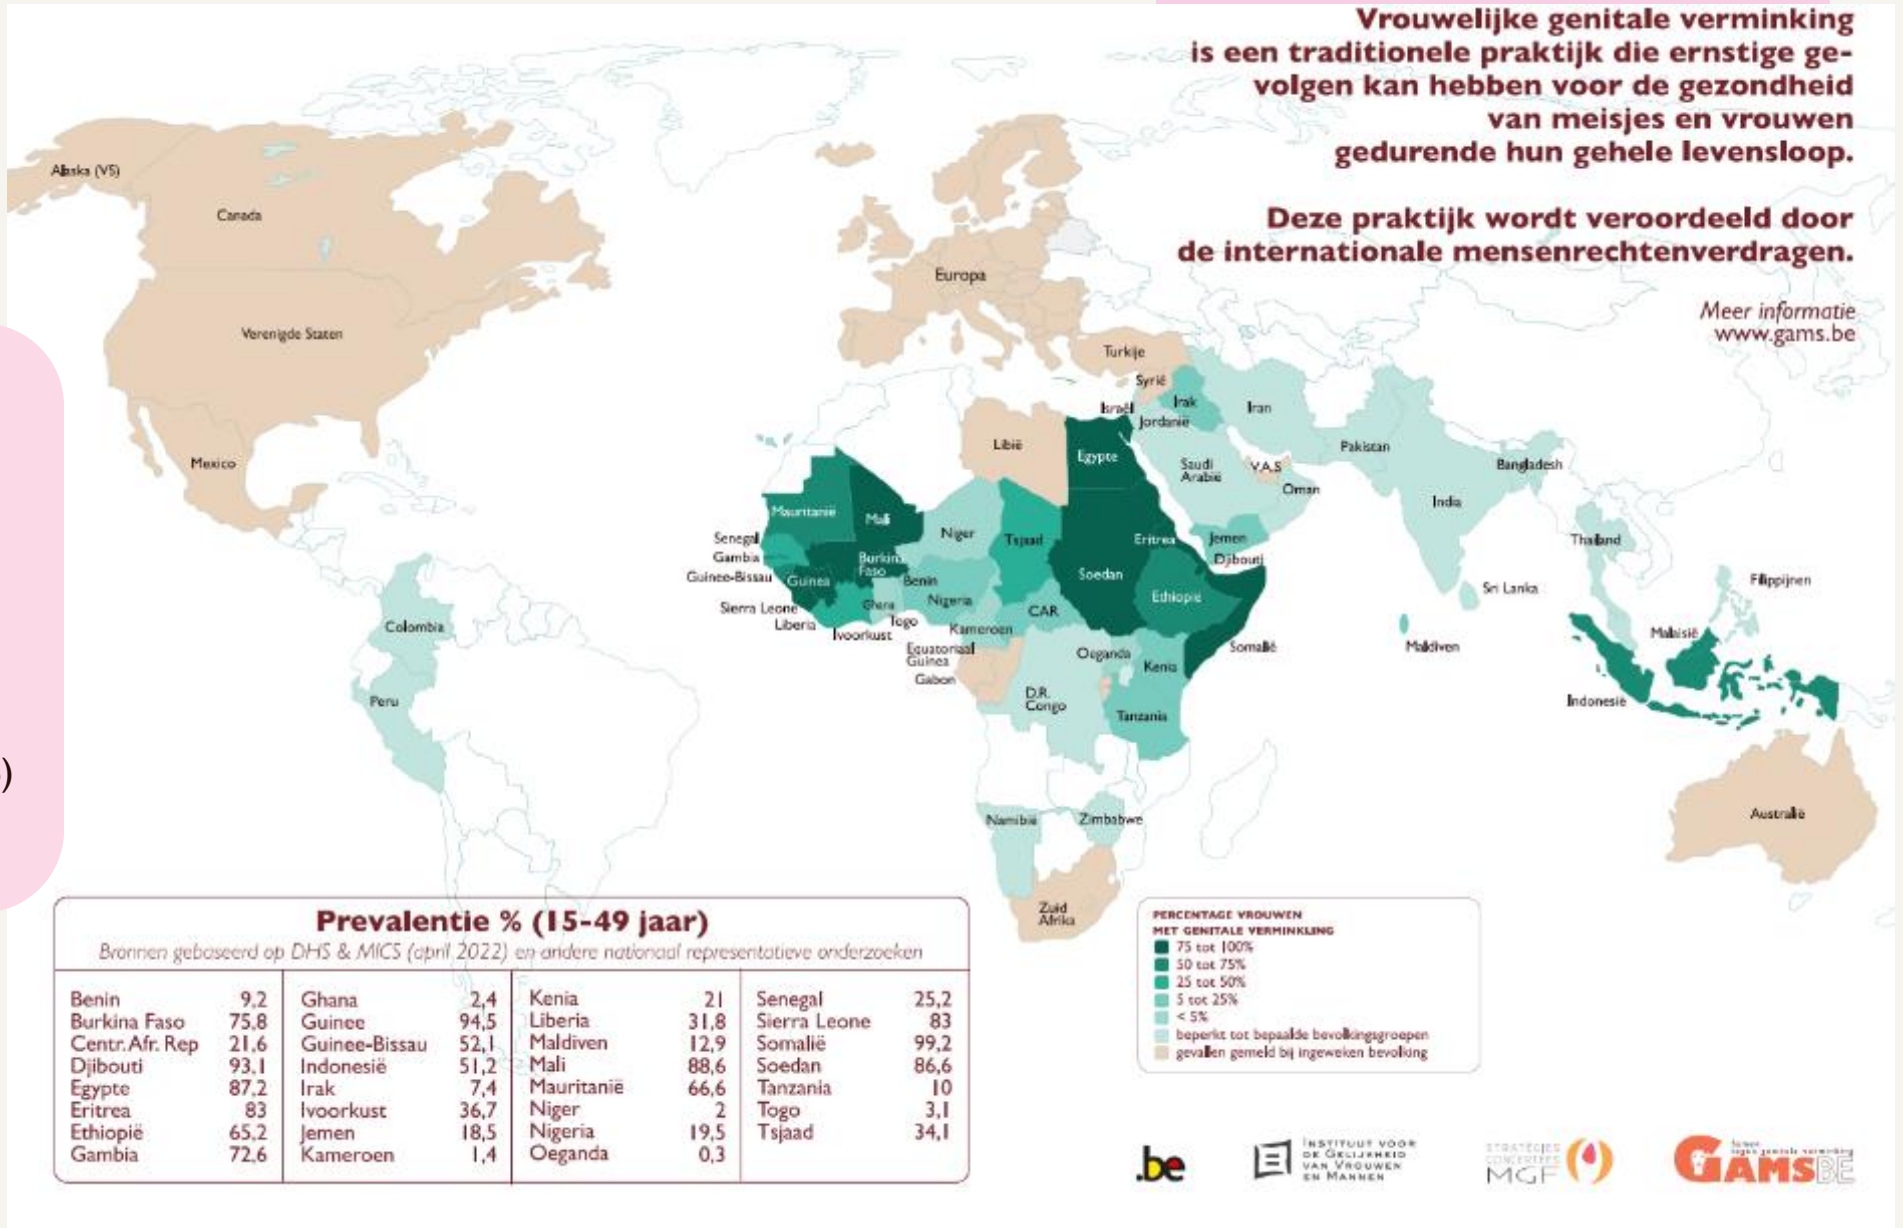 Vrouwelijke genitale verminking
is een traditionele praktijk die ernstige ge-
volgen kan hebben voor de gezondheid
van meisjes en vrouwen
gedurende hun gehele levensloop.
Deze praktijk wordt veroordeeld door
de internationale mensenrechtenverdragen.
Meer informatie
www.gams.be
Alaska (VS)
Canada
Verenigde Staten
Mexico
Colombia
Peru
Europa
Turkije
Syrië
Israël
Irak
Jordanië
Iran
Libië
Egypte
Saudi
Arabië
V.A.S
Oman
Pakistan
Bangladesh
India
Thailand
Sri Lanka
Filippijnen
Malaisië
Maldiven
Indonesië
Australië
Mauritanië
Mali
Niger
Tsjaad
Eritrea
Jemen
Djibouti
Soedan
Ethiopië
Somalië
Senegal
Gambia
Guinee-Bissau
Guinea
Sierra Leone
Liberia
Ivoorkust
Burkina
Faso
Ghana
Togo
Benin
Nigeria
Kameroen
CAR
Equatoriaal
Guinea
Gabon
D.R.
Congo
Oeganda
Kenia
Tanzania
Namibië
Zimbabwe
Zuid
Afrika
)
Prevalentie % (15-49 jaar)
Bronnen gebaseerd op DHS & MICS (april 2022) en andere nationaal representatieve onderzoeken
Benin 9,2
Burkina Faso 75,8
Centr. Afr. Rep 21,6
Djibouti 93,1
Egypte 87,2
Eritrea 83
Ethiopië 65,2
Gambia 72,6
Ghana 2,4
Guinee 94,5
Guinee-Bissau 52,1
Indonesië 51,2
Irak 7,4
Ivoorkust 36,7
Jemen 18,5
Kameroen 1,4
Kenia 21
Liberia 31,8
Maldiven 12,9
Mali 88,6
Mauritanië 66,6
Niger 2
Nigeria 19,5
Oeganda 0,3
Senegal 25,2
Sierra Leone 83
Somalië 99,2
Soedan 86,6
Tanzania 10
Togo 3,1
Tsjaad 34,1
PERCENTAGE VROUWEN
MET GENITALE VERMINKLING
75 tot 100%
50 tot 75%
25 tot 50%
5 tot 25%
< 5%
beperkt tot bepaalde bevolkingsgroepen
gevallen gemeld bij ingeweken bevolking
.be
INSTITUUT VOOR
DE GELIJKHEID
VAN VROUWEN
EN MANNEN
STRATÉGIES
CONCERTÉES
MGF
GAMSBE